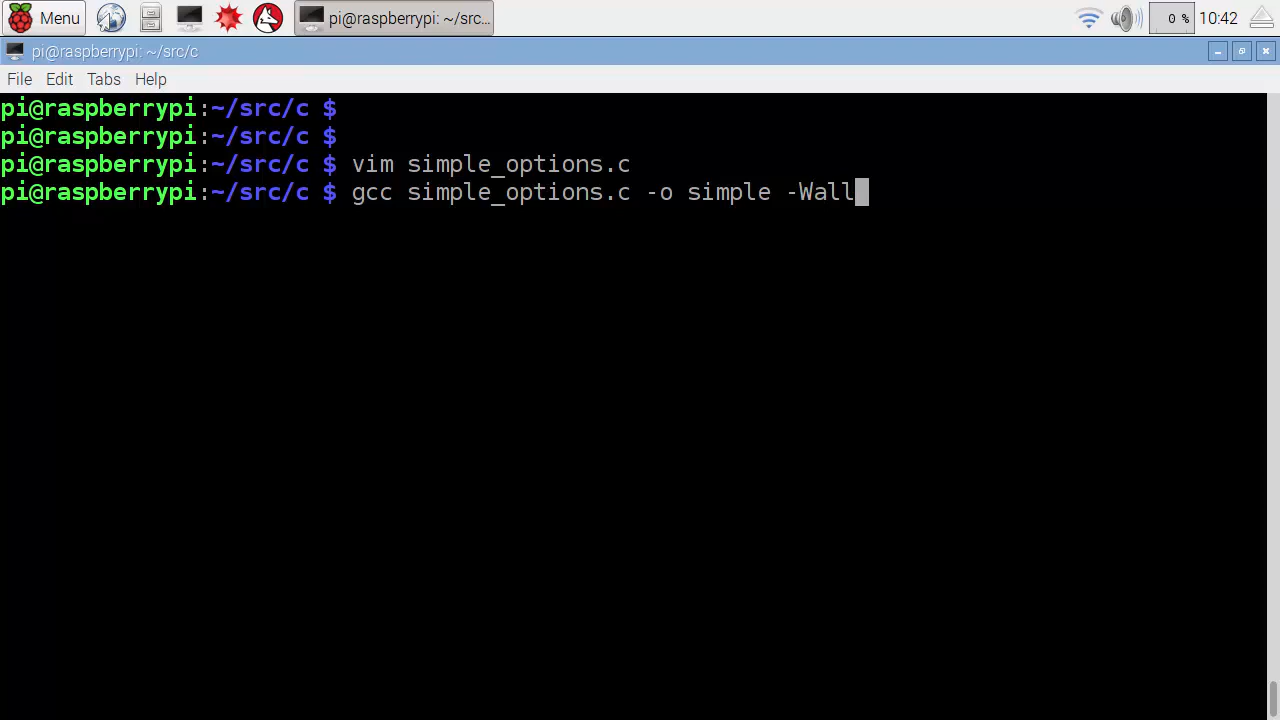 Menu
pi@raspberrypi: ~/src...
0 %
10:42
pi@raspberrypi: ~/src/c
File Edit Tabs Help
pi@raspberrypi:~/src/c $
pi@raspberrypi:~/src/c $
pi@raspberrypi:~/src/c $ vim simple_options.c
pi@raspberrypi:~/src/c $ gcc simple_options.c -o simple -Wall